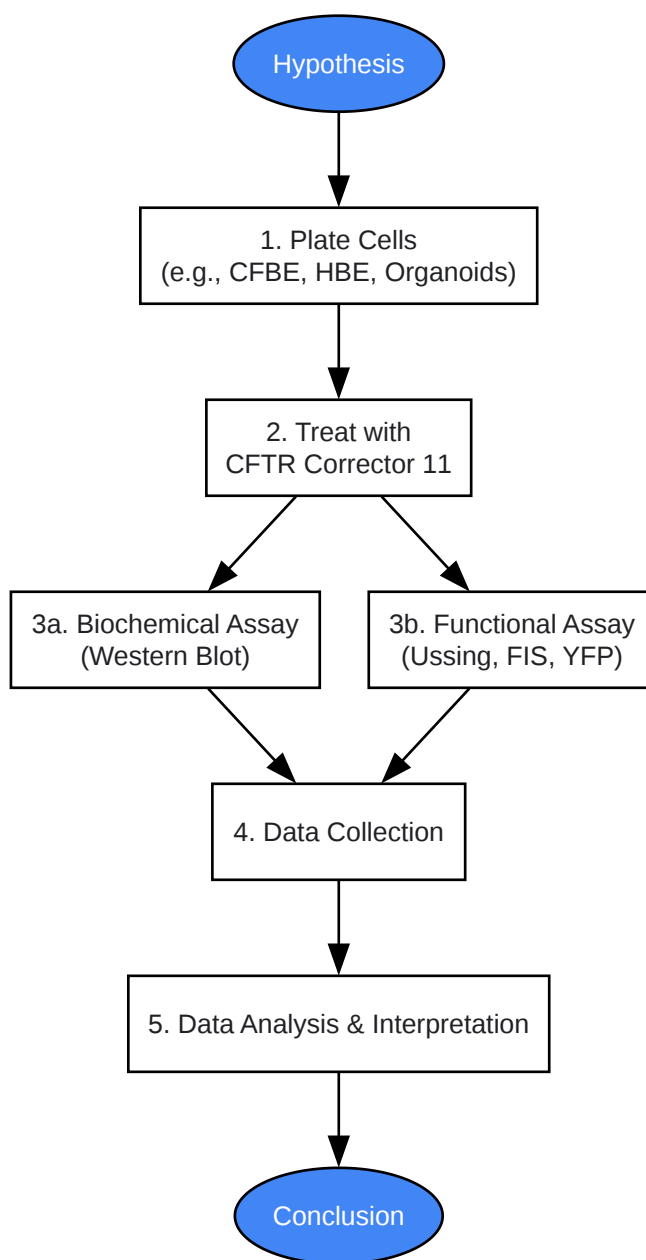 Hypothesis
1. Plate Cells
(e.g., CFBE, HBE, Organoids)
2. Treat with
CFTR Corrector 11
3a. Biochemical Assay
(Western Blot)
3b. Functional Assay
(Ussing, FIS, YFP)
4. Data Collection
5. Data Analysis & Interpretation
Conclusion